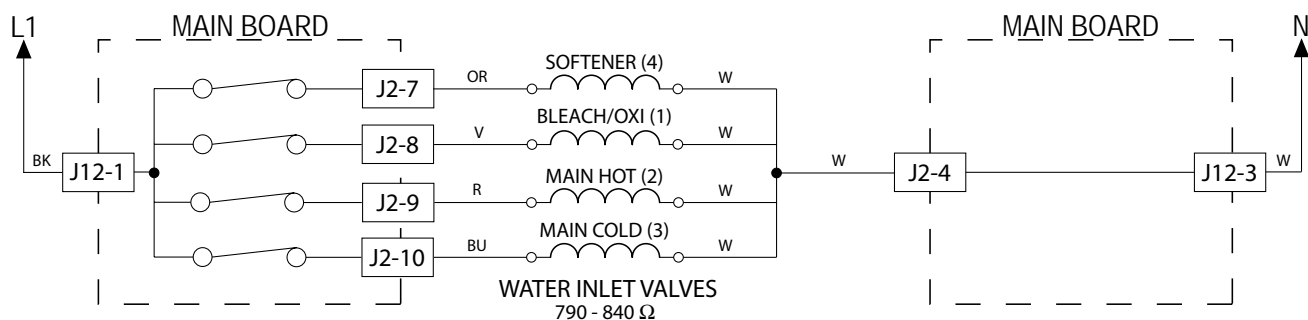 L1
MAIN BOARD
MAIN BOARD
N
J2-7
OR
SOFTENER (4)
W
J2-8
V
BLEACH/OXI (1)
W
BK
J12-1
W
J2-4
J12-3
W
J2-9
R
MAIN HOT (2)
W
J2-10
BU
MAIN COLD (3)
W
WATER INLET VALVES
790 - 840 Ω